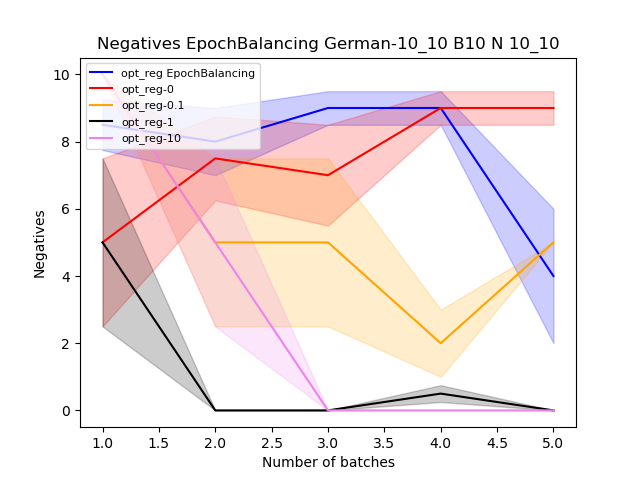 Negatives EpochBalancing German-10_10 B10 N 10_10
opt_reg EpochBalancing
opt_reg-0
opt_reg-0.1
opt_reg-1
opt_reg-10
Negatives
10
8
6
4
2
0
1.0 1.5 2.0 2.5 3.0 3.5 4.0 4.5 5.0
Number of batches